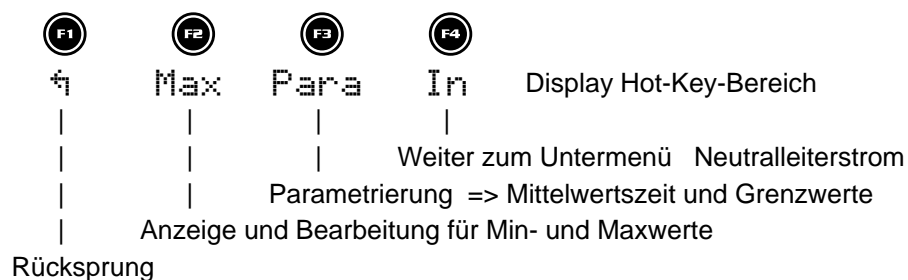 F1 F2 F3 F4
↰ Max Para In Display Hot-Key-Bereich
Weiter zum Untermenü Neutralleiterstrom
Parametrierung => Mittelwertszeit und Grenzwerte
Anzeige und Bearbeitung für Min- und Maxwerte
Rücksprung